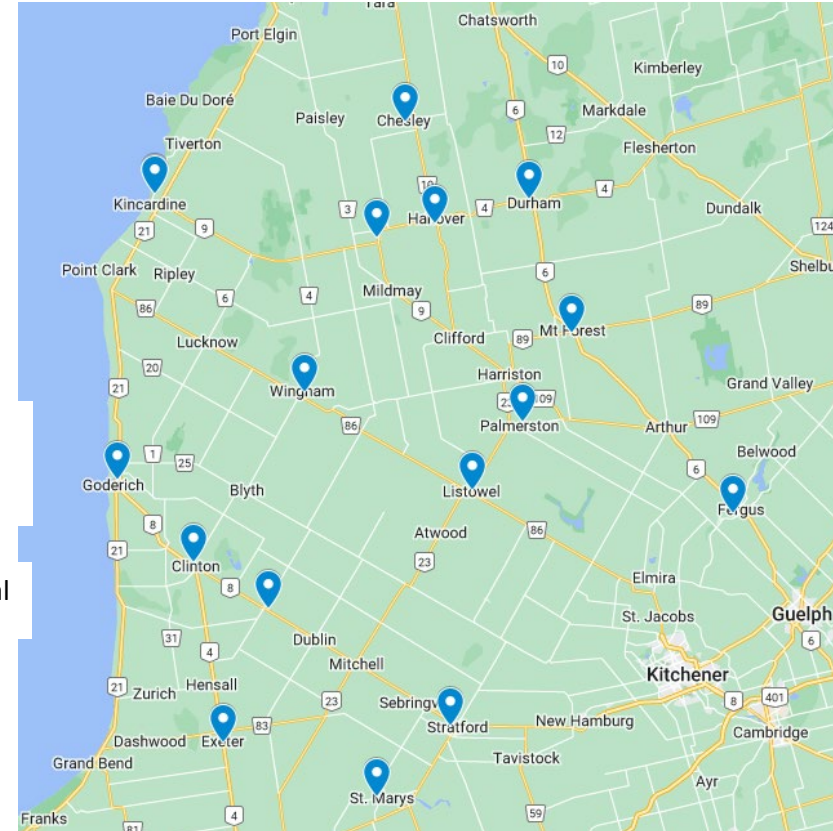 Tara
Chatsworth
Port Elgin
10
Kimberley
Baie Du Doré
Paisley
Chesley
6
Markdale
12
Flesherton
Tiverton
10
Kincardine
3
Hanover
4
Durham
4
Dundalk
21
9
124
Point Clark
Ripley
6
Shelbu
Mildmay
86
6
4
9
89
Mt Forest
Clifford
89
Lucknow
20
Harriston
21
Wingham
23
109
Grand Valley
86
Palmerston
Arthur
109
1
25
Belwood
Goderich
Blyth
Listowel
6
Fergus
8
Atwood
86
21
Clinton
23
8
Elmira
al
St. Jacobs
Guelph
31
Dublin
6
4
Mitchell
Kitchener
21
Zurich
Hensall
23
Sebringv
8
401
Dashwood
Exeter
83
Stratford
New Hamburg
Cambridge
Grand Bend
Tavistock
St. Marys
Ayr
Franks
81
4
59